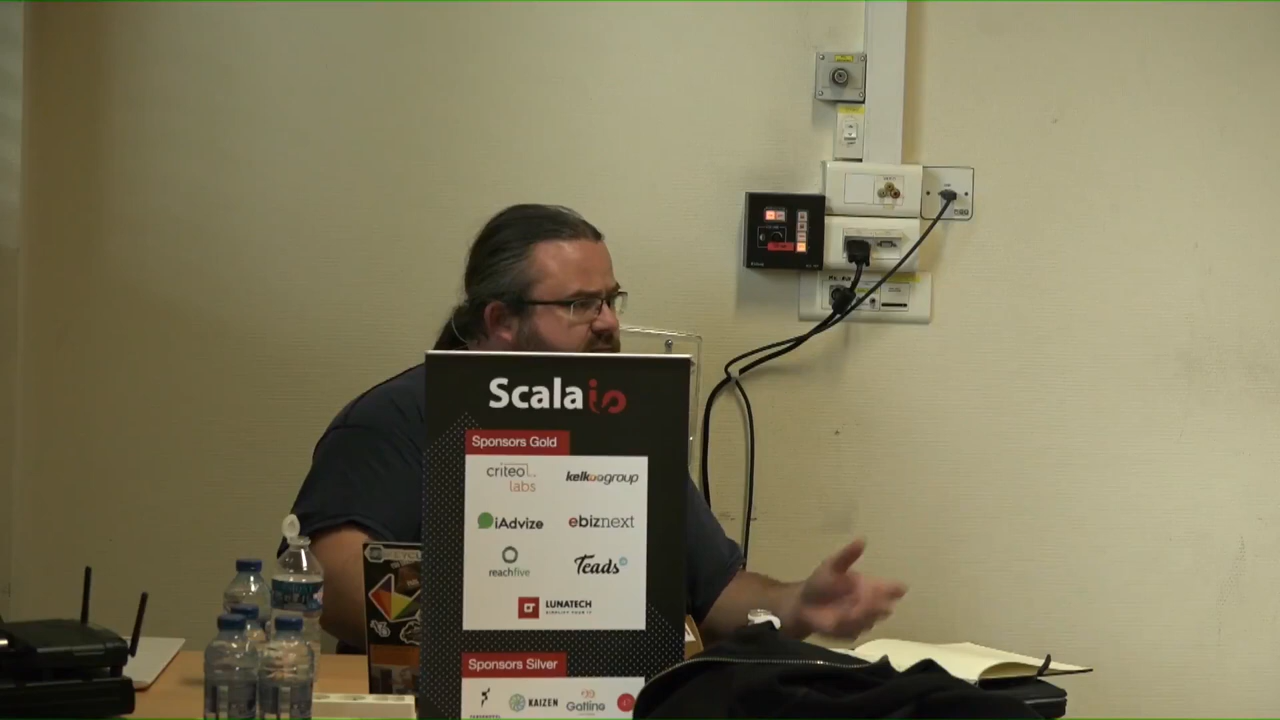 Scala io
Sponsors Gold
criteo
labs
kelkoogroup
iAdvize
ebiznext
reachfive
Teads
LUNATECH
Sponsors Silver
KAIZEN
Gatling